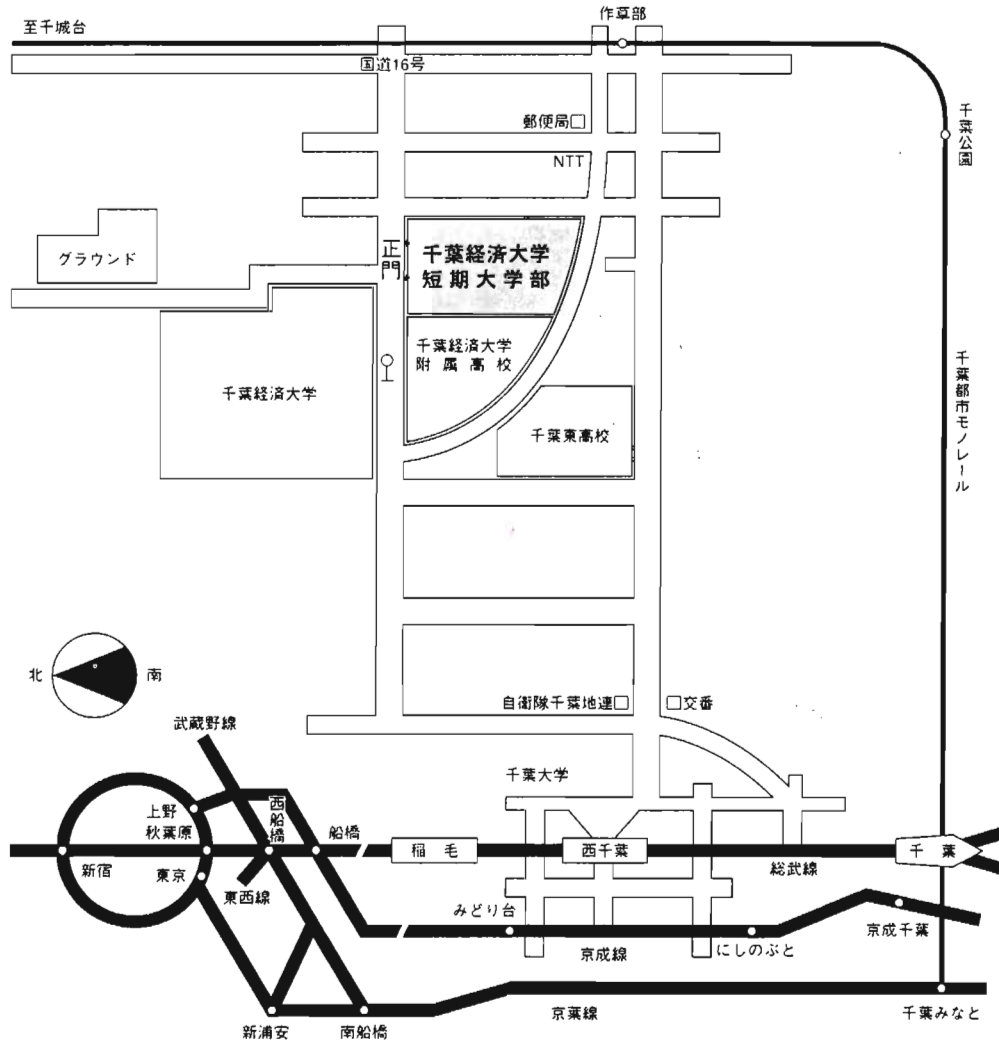 至千城台
作草部
国道16号
千葉公園
郵便局
NTT
グラウンド
正門
千葉経済大学
短期大学部
千葉経済大学
附属高校
千葉経済大学
千葉東高校
千葉都市モノレール
北
南
自衛隊千葉地連
交番
武蔵野線
千葉大学
上野
秋葉原
西船橋
船橋
稲毛
西千葉
千葉
新宿
東京
東西線
総武線
みどり台
京成線
にしのぶと
京成千葉
新浦安
南船橋
京葉線
千葉みなと